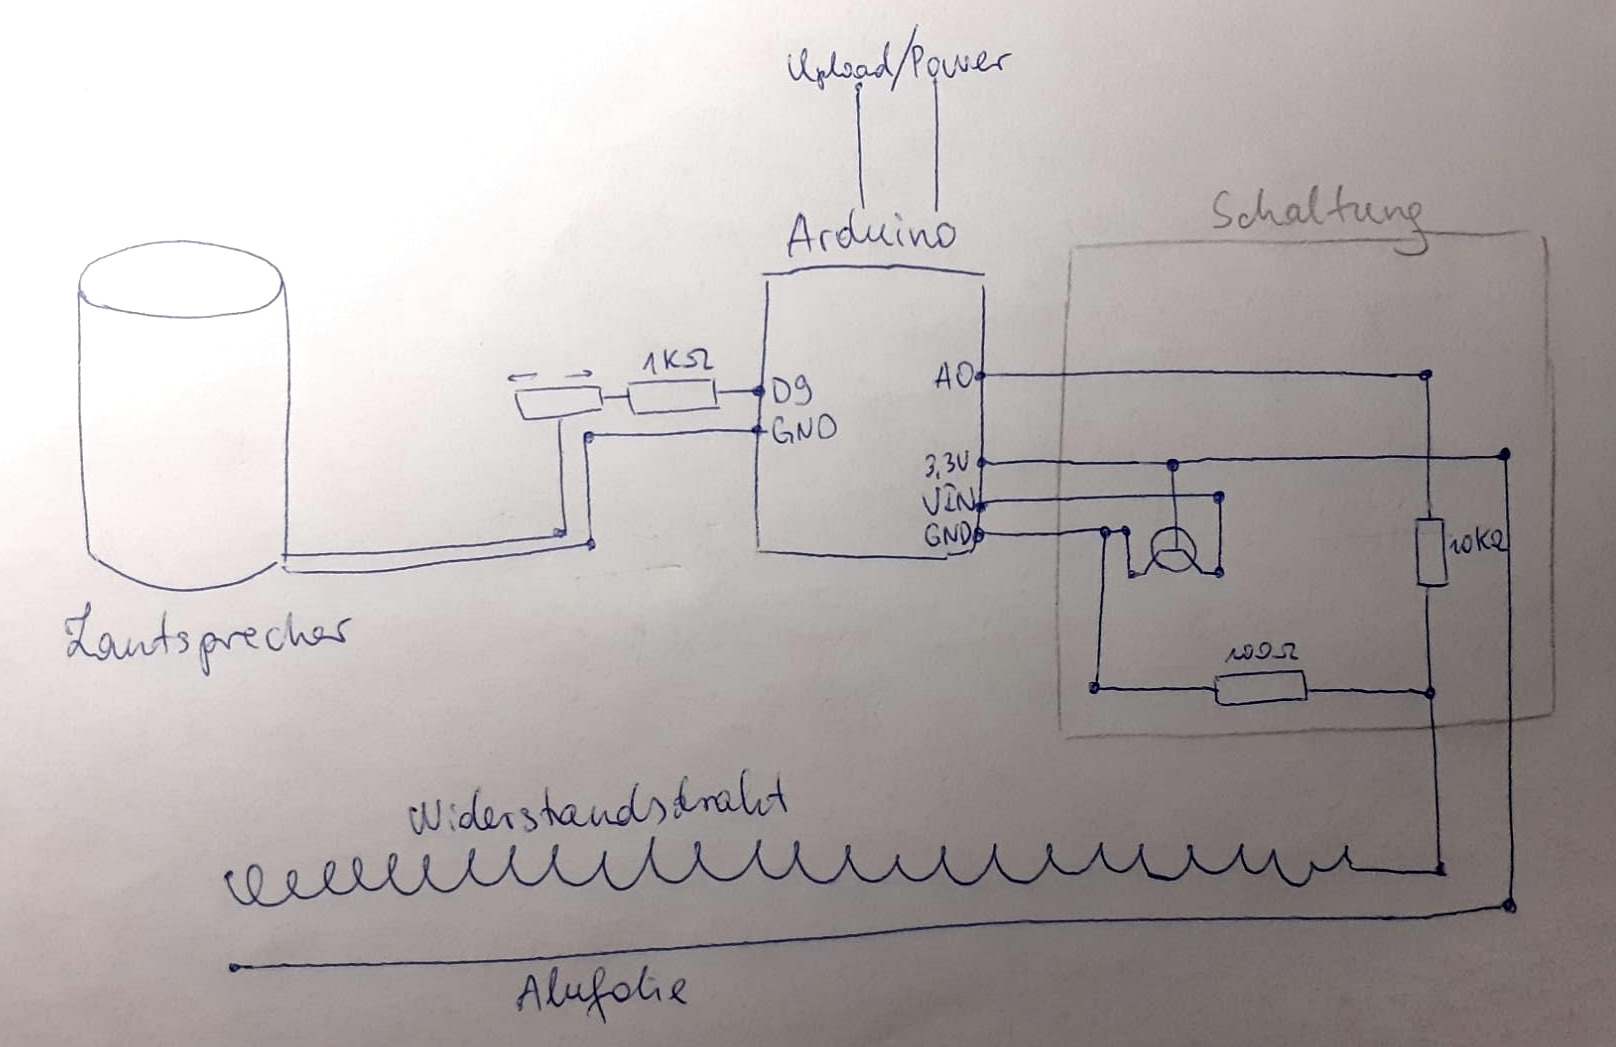 Upload/Power
Arduino
Schaltung
1KΩ
D9
GND
A0
3,3V
VIN
GND
10KΩ
100Ω
Lautsprecher
Widerstandsdraht
Alufolie